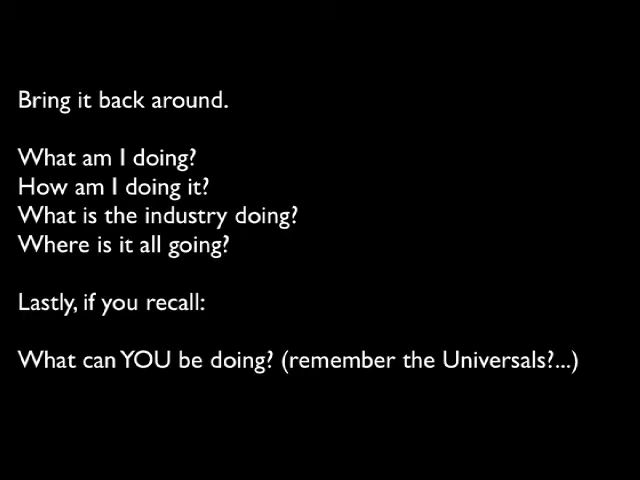 Bring it back around.
What am I doing?
How am I doing it?
What is the industry doing?
Where is it all going?
Lastly, if you recall:
What can YOU be doing? (remember the Universals?...)